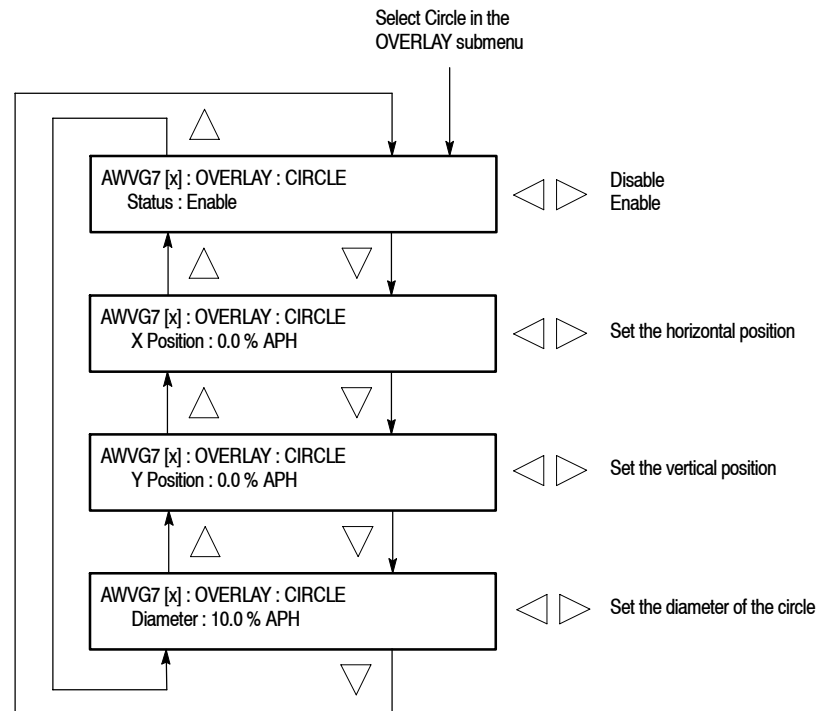 Select Circle in the
OVERLAY submenu
AWVG7 [x] : OVERLAY : CIRCLE
Status : Enable
Disable
Enable
AWVG7 [x] : OVERLAY : CIRCLE
X Position : 0.0 % APH
Set the horizontal position
AWVG7 [x] : OVERLAY : CIRCLE
Y Position : 0.0 % APH
Set the vertical position
AWVG7 [x] : OVERLAY : CIRCLE
Diameter : 10.0 % APH
Set the diameter of the circle